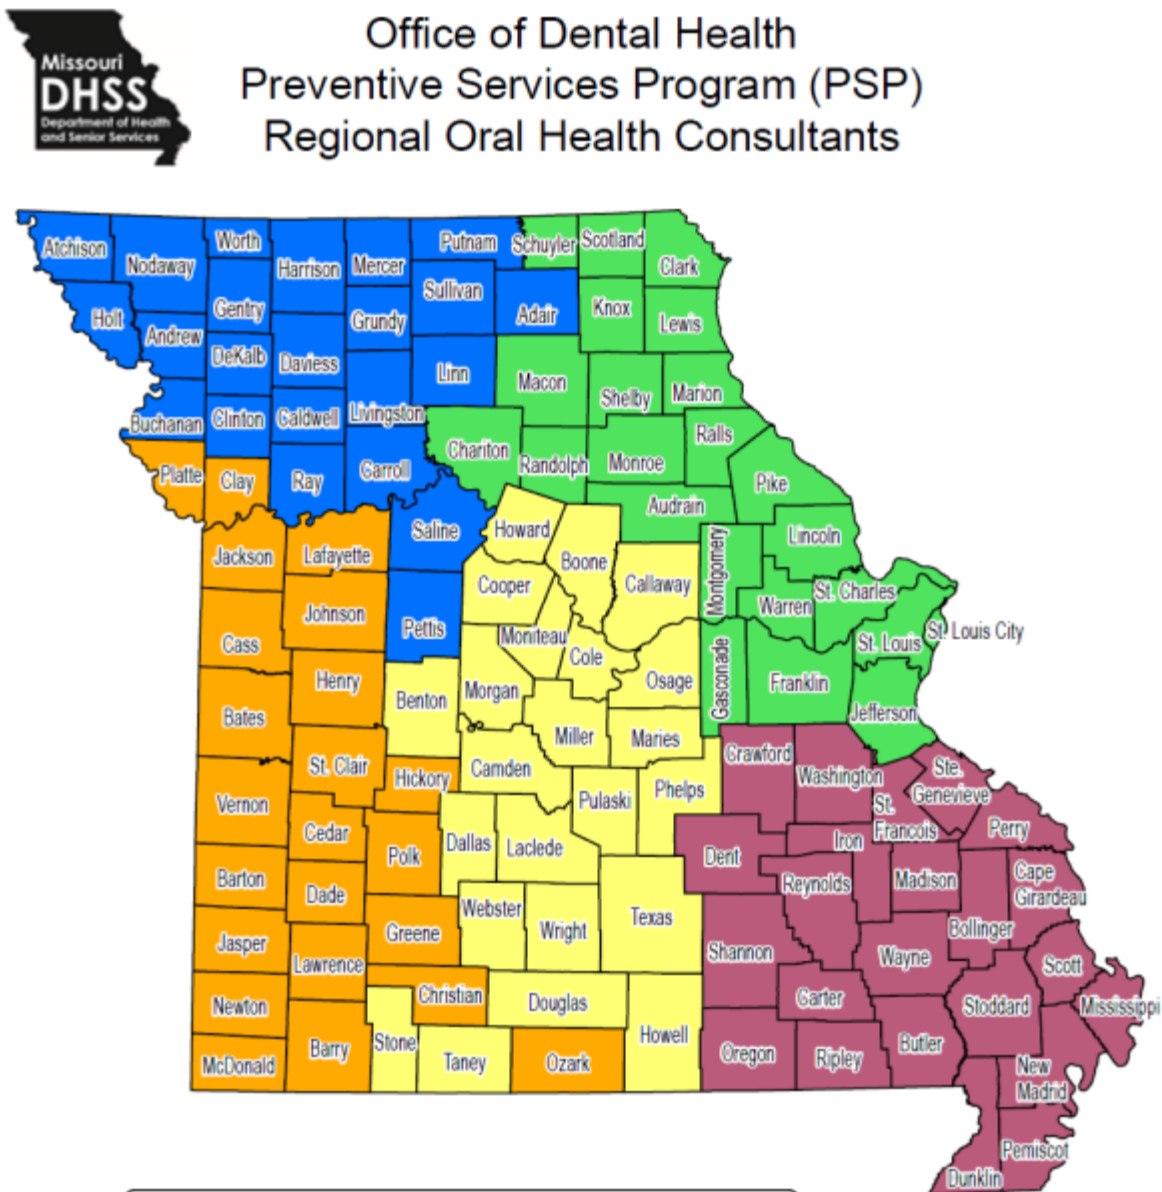 Missouri
DHSS
Department of Health
and Senior Services
Office of Dental Health
Preventive Services Program (PSP)
Regional Oral Health Consultants
Atchison
Nodaway
Worth
Harrison
Mercer
Putnam
Schuyler
Scotland
Clark
Holt
Andrew
Gentry
DeKalb
Daviess
Grundy
Sullivan
Adair
Knox
Lewis
Linn
Macon
Shelby
Marion
Buchanan
Clinton
Caldwell
Livingston
Chariton
Randolph
Monroe
Ralls
Platte
Clay
Ray
Carroll
Audrain
Pike
Saline
Howard
Boone
Callaway
Montgomery
Lincoln
Jackson
Lafayette
Cooper
Warren
St. Charles
Johnson
Pettis
Moniteau
Cole
St. Louis
St. Louis City
Cass
Henry
Benton
Morgan
Osage
Gasconade
Franklin
Jefferson
Bates
St. Clair
Hickory
Camden
Miller
Maries
Crawford
Washington
Ste.
Genevieve
Vernon
Cedar
Polk
Dallas
Laclede
Pulaski
Phelps
Dent
Iron
St.
Francois
Perry
Barton
Dade
Greene
Webster
Wright
Texas
Reynolds
Madison
Cape
Girardeau
Bollinger
Jasper
Lawrence
Christian
Douglas
Shannon
Wayne
Scott
Newton
Barry
Stone
Taney
Ozark
Howell
Carter
Stoddard
Mississippi
McDonald
Oregon
Ripley
Butler
New
Madrid
Pemiscot
Dunklin